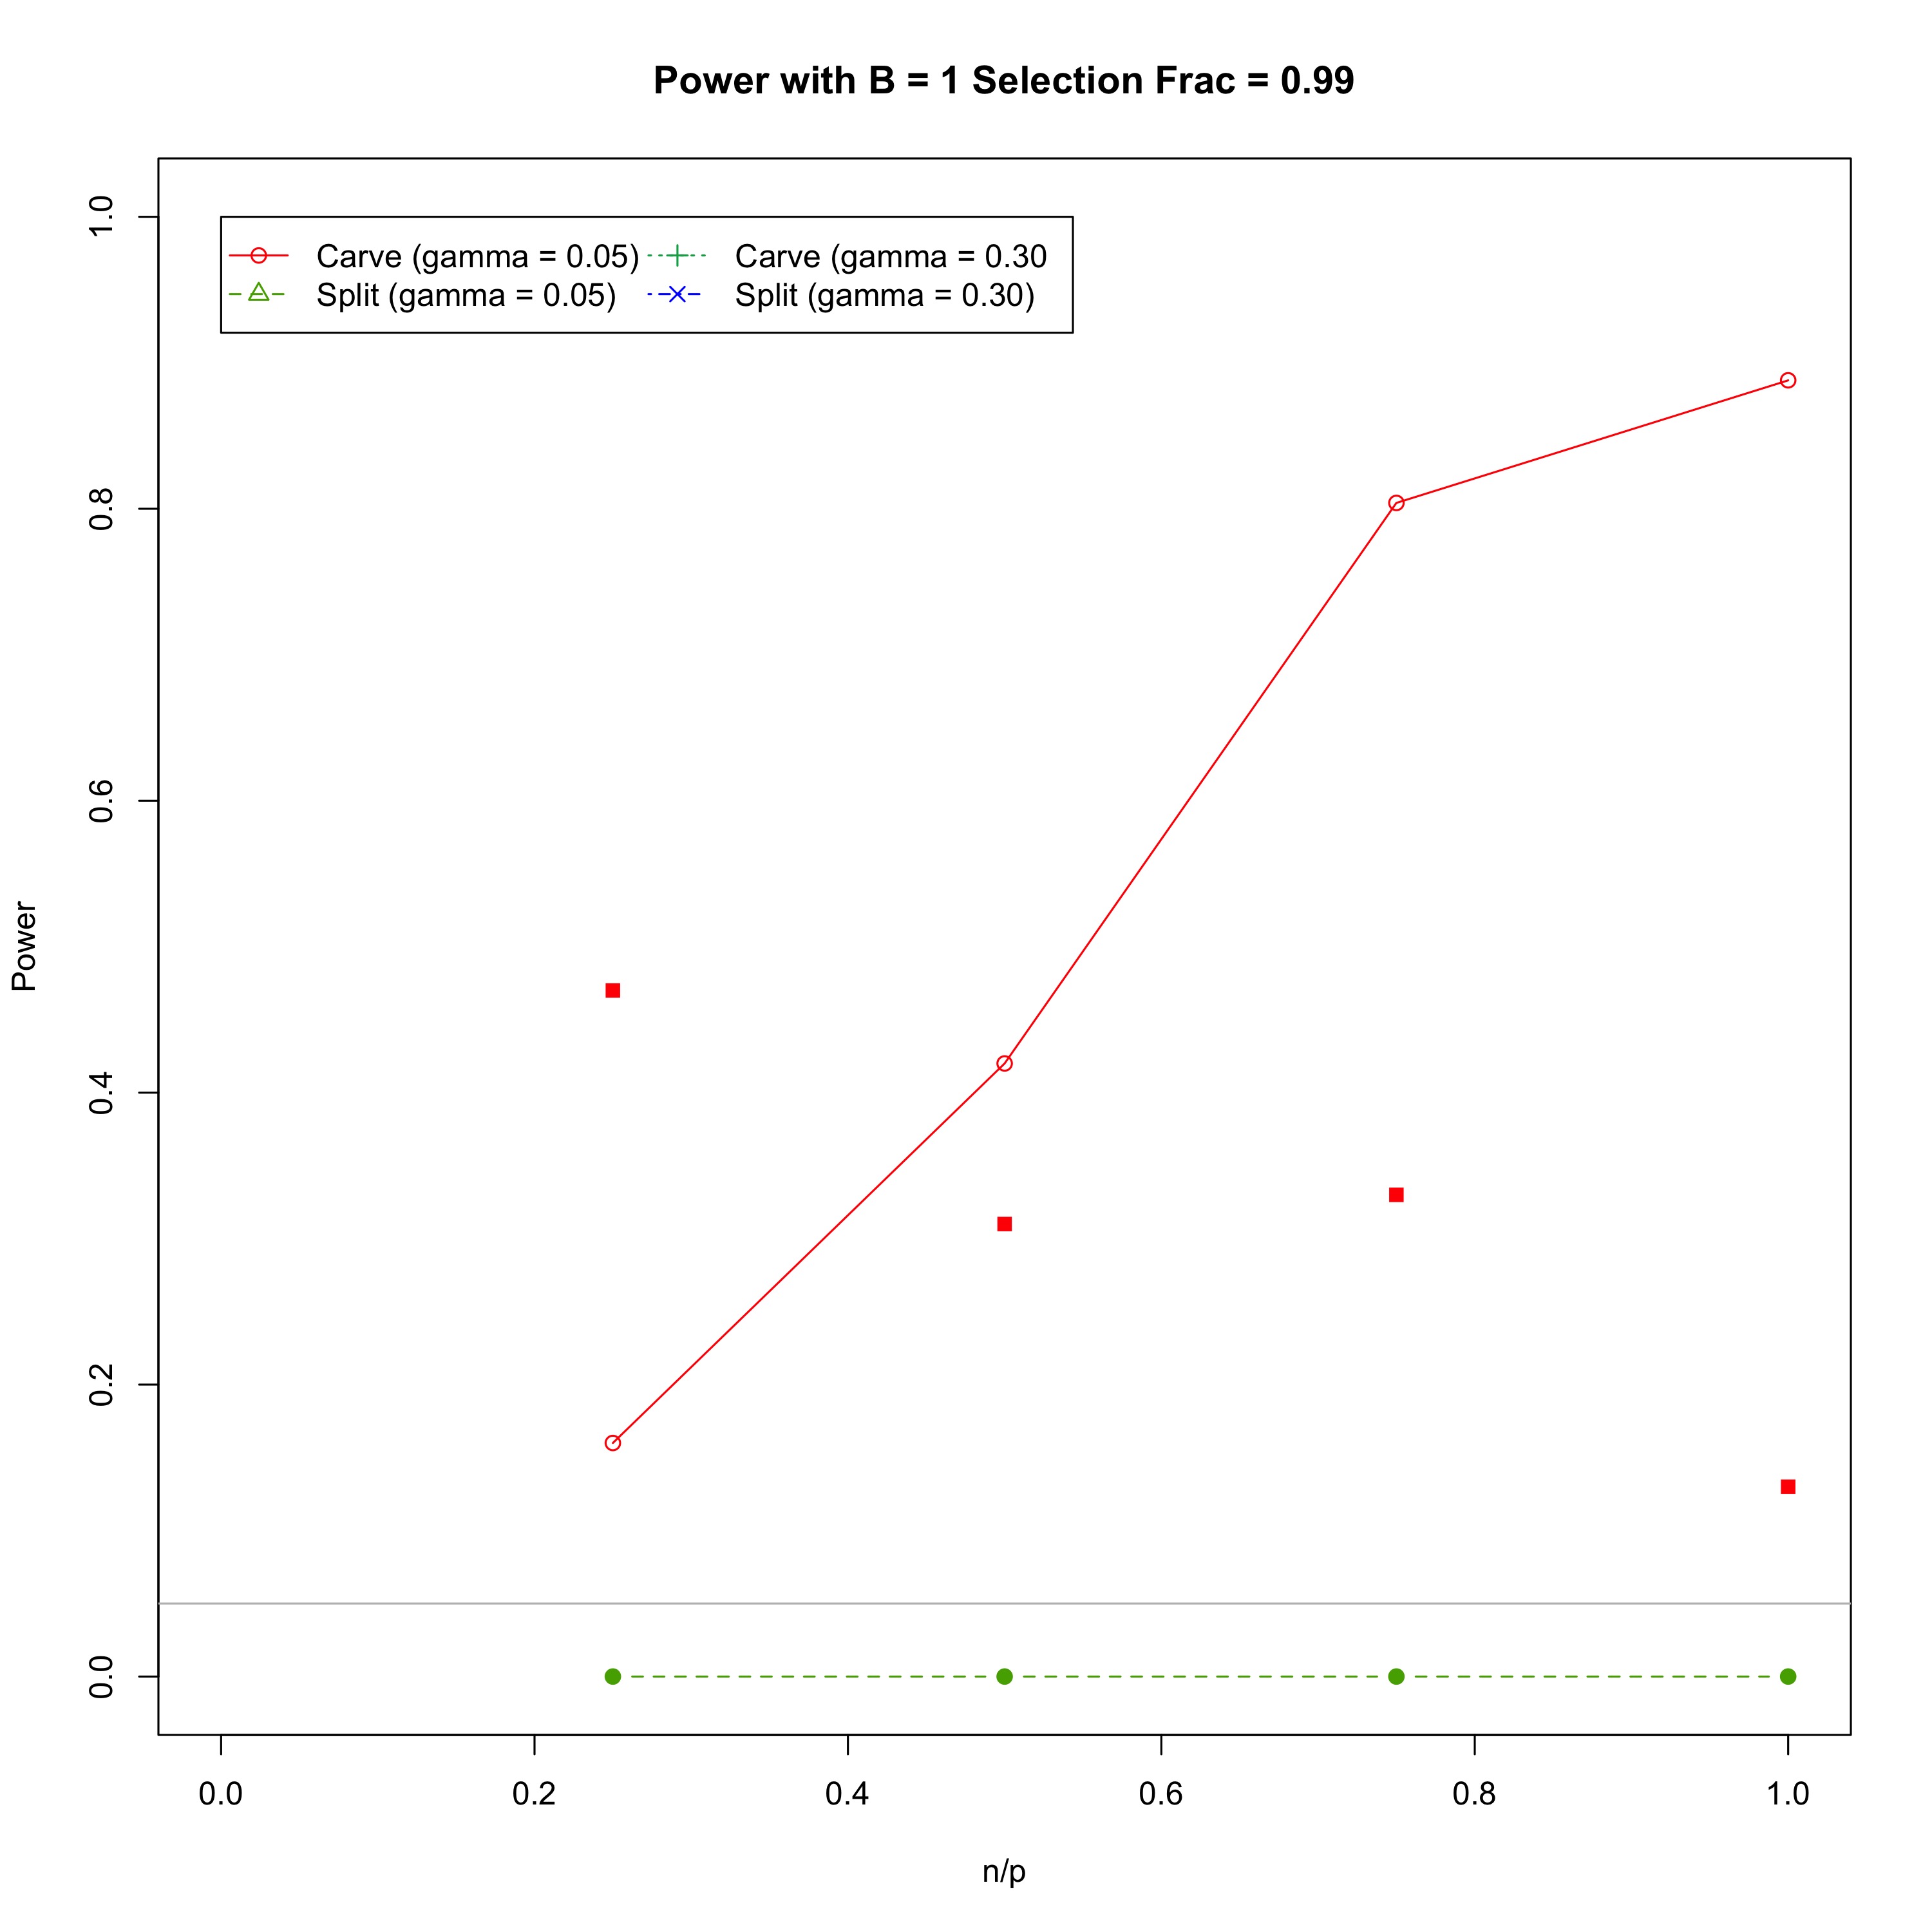 Power with B = 1 Selection Frac = 0.99
Carve (gamma = 0.05)
Split (gamma = 0.05)
Carve (gamma = 0.30
Split (gamma = 0.30)
Power
1.0
0.8
0.6
0.4
0.2
0.0
0.0 0.2 0.4 0.6 0.8 1.0
n/p